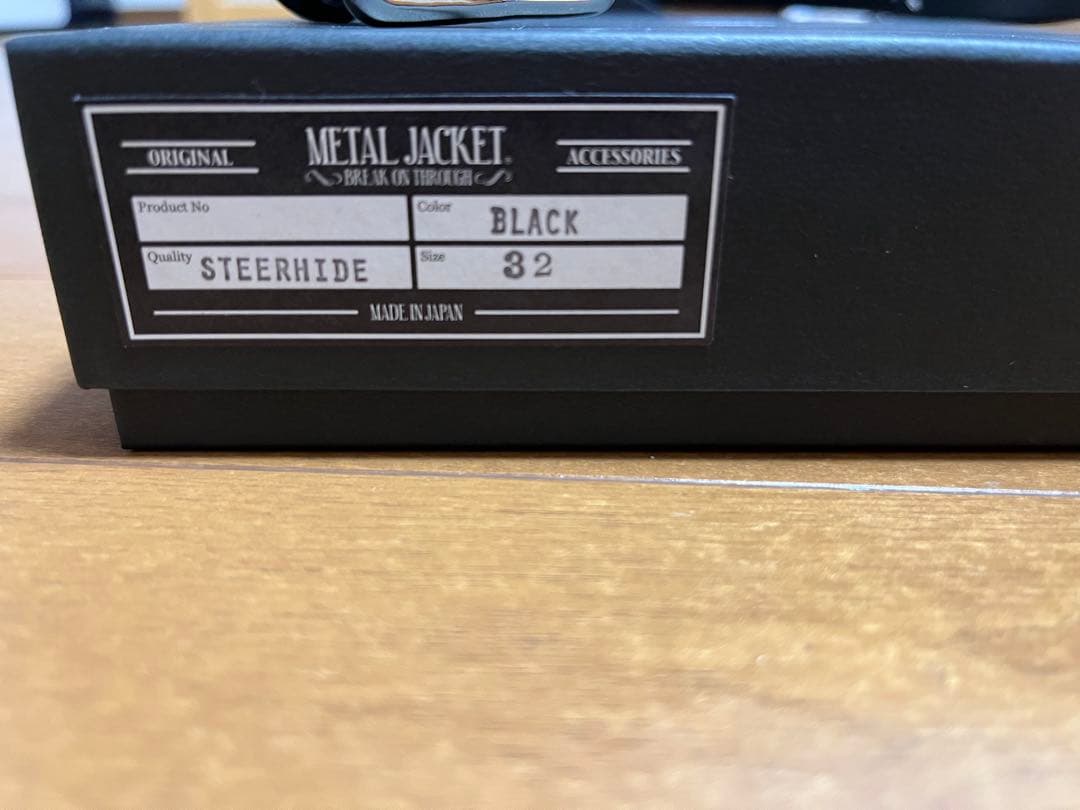 ORIGINAL
METAL JACKET
BREAK ON THROUGH
ACCESSORIES
Product No
Color BLACK
Quality STEERHIDE
Size 32
MADE IN JAPAN